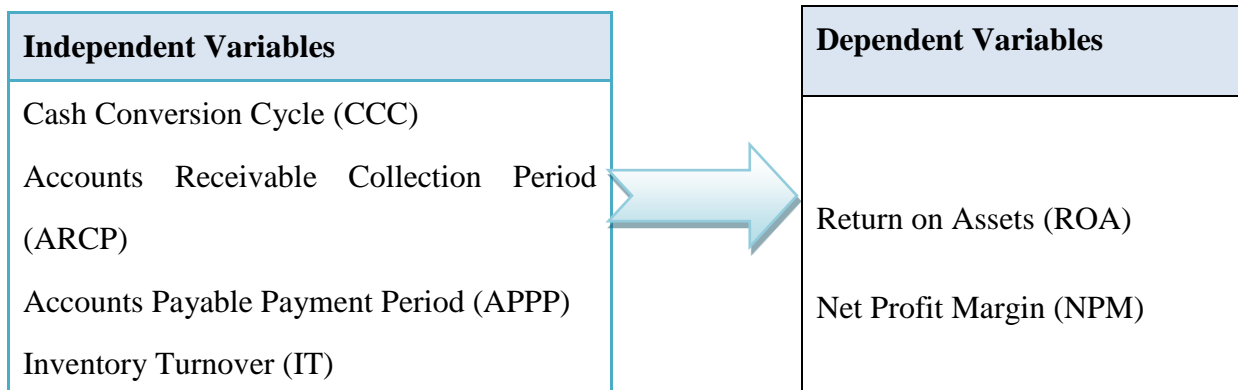 Independent Variables
Cash Conversion Cycle (CCC)
Accounts Receivable Collection Period
(ARCP)
Accounts Payable Payment Period (APPP)
Inventory Turnover (IT)
Dependent Variables
Return on Assets (ROA)
Net Profit Margin (NPM)